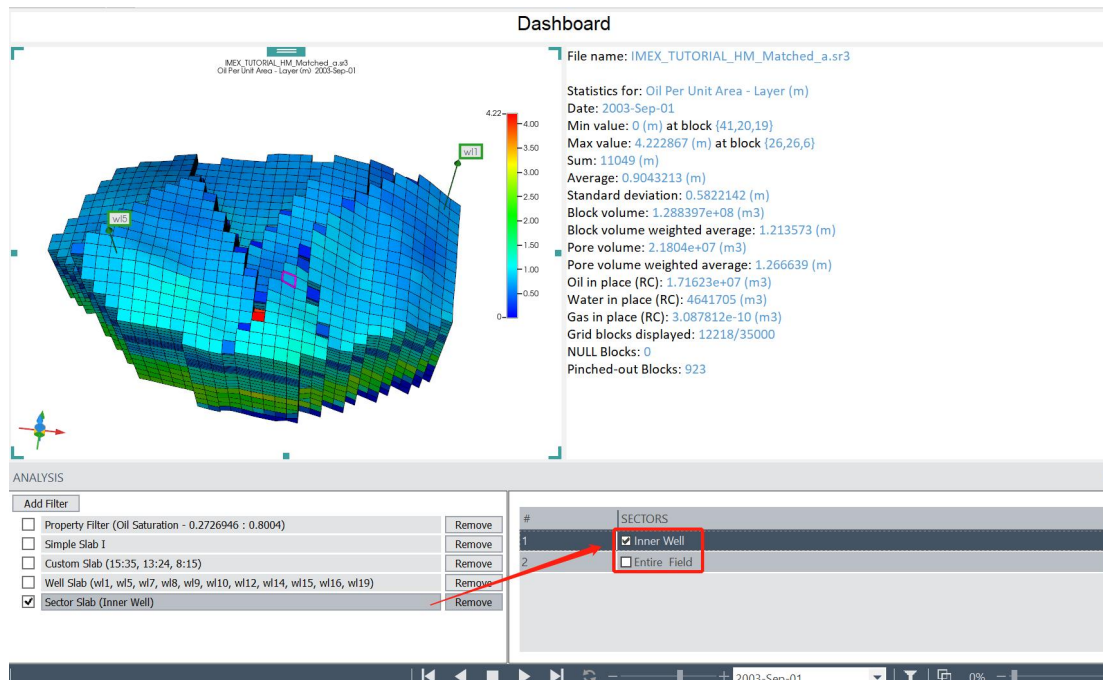 Dashboard
IMEX_TUTORIAL_HM_Matched_a.sr3
Oil Per Unit Area - Layer (m) 2003-Sep-01
4.22
4.00
3.50
3.00
2.50
2.00
1.50
1.00
0.50
0
wl1
wl5
File name: IMEX_TUTORIAL_HM_Matched_a.sr3
Statistics for: Oil Per Unit Area - Layer (m)
Date: 2003-Sep-01
Min value: 0 (m) at block {41,20,19}
Max value: 4.222867 (m) at block {26,26,6}
Sum: 11049 (m)
Average: 0.9043213 (m)
Standard deviation: 0.5822142 (m)
Block volume: 1.288397e+08 (m3)
Block volume weighted average: 1.213573 (m)
Pore volume: 2.1804e+07 (m3)
Pore volume weighted average: 1.266639 (m)
Oil in place (RC): 1.71623e+07 (m3)
Water in place (RC): 4641705 (m3)
Gas in place (RC): 3.087812e-10 (m3)
Grid blocks displayed: 12218/35000
NULL Blocks: 0
Pinched-out Blocks: 923
ANALYSIS
Add Filter
Property Filter (Oil Saturation - 0.2726946 : 0.8004) Remove
Simple Slab I Remove
Custom Slab (15:35, 13:24, 8:15) Remove
Well Slab (wl1, wl5, wl7, wl8, wl9, wl10, wl12, wl14, wl15, wl16, wl19) Remove
Sector Slab (Inner Well) Remove
# SECTORS
1 Inner Well
2 Entire Field
2003-Sep-01
0%